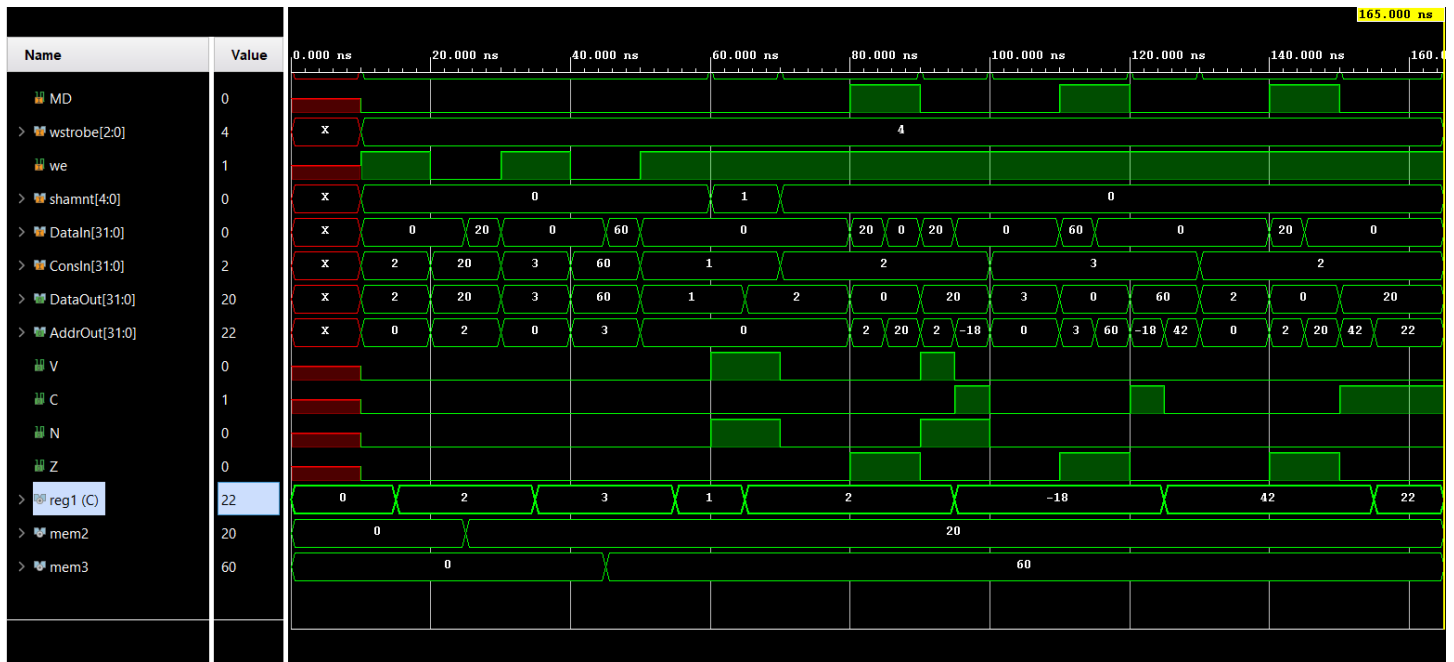 165.000 ns
Name Value 0.000 ns 20.000 ns 40.000 ns 60.000 ns 80.000 ns 100.000 ns 120.000 ns 140.000 ns 160.0
MD 0
wstrobe[2:0] 4 X 4
we 1
shamnt[4:0] 0 X 0 1 0
DataIn[31:0] 0 X 0 20 0 60 0 20 0 20 0 60 0 20 0
ConsIn[31:0] 2 X 2 20 3 60 1 2 3 2
DataOut[31:0] 20 X 2 20 3 60 1 2 0 20 3 0 60 2 0 20
AddrOut[31:0] 22 X 0 2 0 3 0 2 20 2 -18 0 3 60 -18 42 0 2 20 42 22
V 0
C 1
N 0
Z 0
reg1 (C) 22 0 2 3 1 2 -18 42 22
mem2 20 0 20
mem3 60 0 60